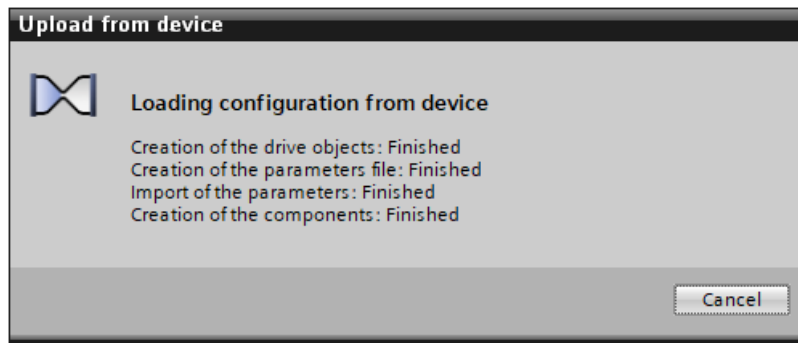 Upload from device
Loading configuration from device
Creation of the drive objects: Finished
Creation of the parameters file: Finished
Import of the parameters: Finished
Creation of the components: Finished
Cancel